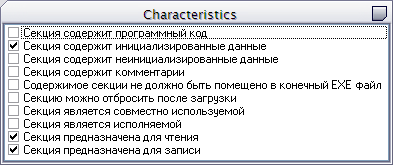 Characteristics
Секция содержит программный код
Секция содержит инициализированные данные
Секция содержит неинициализированные данные
Секция содержит комментарии
Содержимое секции не должно быть помещено в конечный EXE файл
Секцию можно отбросить после загрузки
Секция является совместно используемой
Секция является исполняемой
Секция предназначена для чтения
Секция предназначена для записи